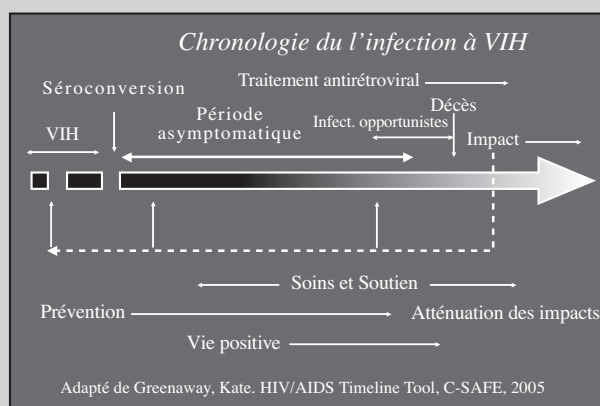 Chronologie du l'infection à VIH
Traitement antirétroviral
Séroconversion
Décès
Période
asymptomatique
Infect. opportunistes
VIH
Impact
Soins et Soutien
Prévention
Atténuation des impacts
Vie positive
Adapté de Greenaway, Kate. HIV/AIDS Timeline Tool, C-SAFE, 2005